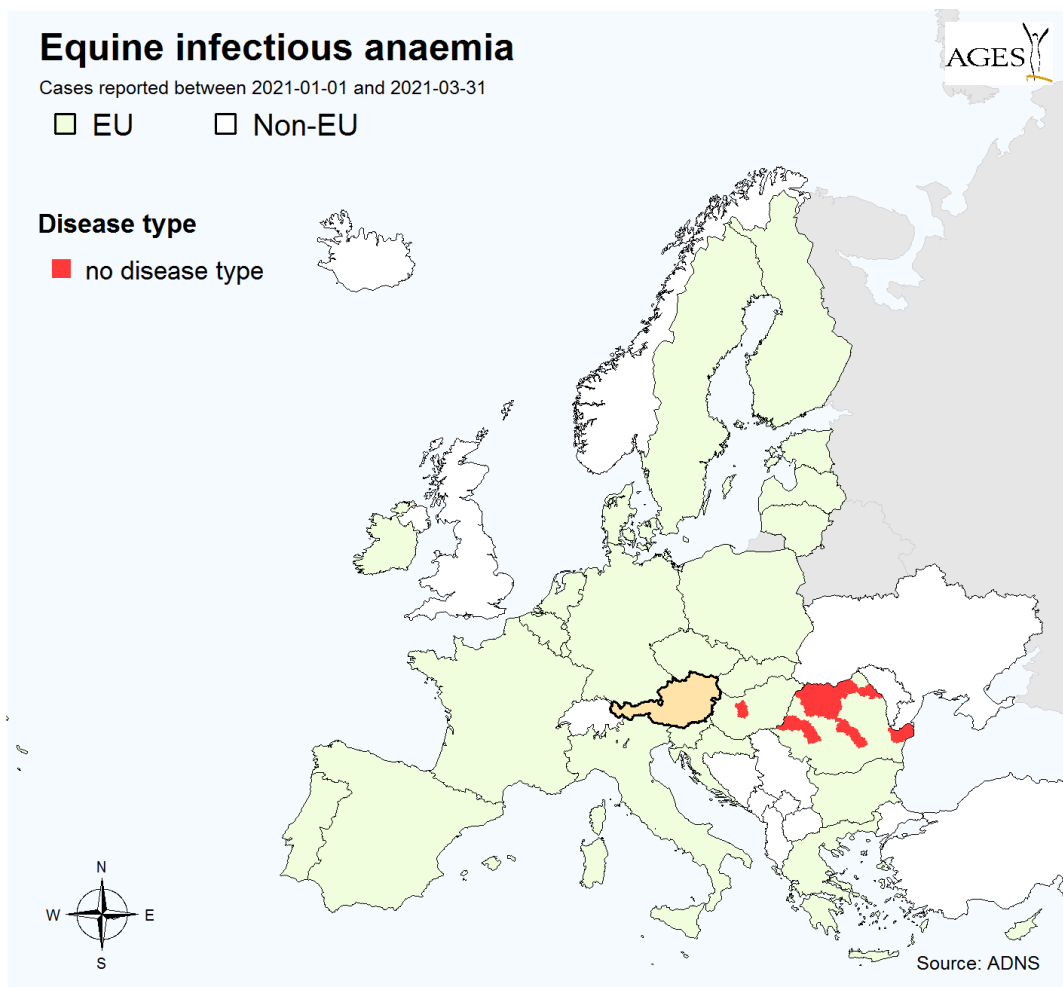 Equine infectious anaemia
AGES
Cases reported between 2021-01-01 and 2021-03-31
EU Non-EU
Disease type
no disease type
N
W E
S
Source: ADNS